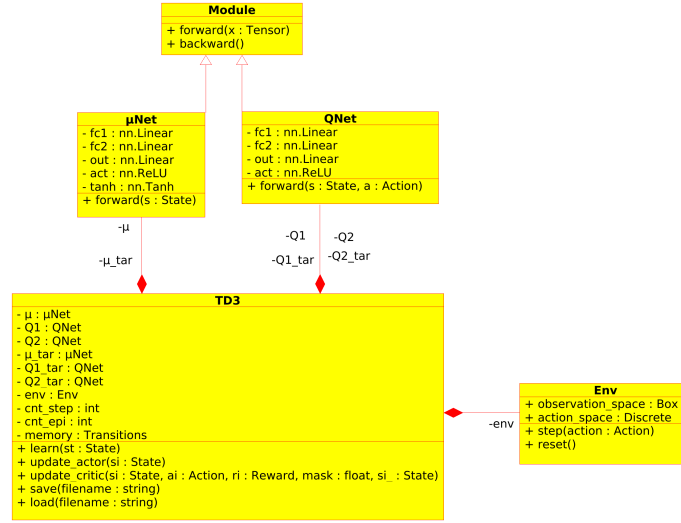 Module
+ forward(x : Tensor)
+ backward()
μNet
- fc1 : nn.Linear
- fc2 : nn.Linear
- out : nn.Linear
- act : nn.ReLU
- tanh : nn.Tanh
+ forward(s : State)
QNet
- fc1 : nn.Linear
- fc2 : nn.Linear
- out : nn.Linear
- act : nn.ReLU
+ forward(s : State, a : Action)
-μ
-μ_tar
-Q1
-Q2
-Q1_tar
-Q2_tar
TD3
- μ : μNet
- Q1 : QNet
- Q2 : QNet
- μ_tar : μNet
- Q1_tar : QNet
- Q2_tar : QNet
- env : Env
- cnt_step : int
- cnt_epi : int
- memory : Transitions
+ learn(st : State)
+ update_actor(si : State)
+ update_critic(si : State, ai : Action, ri : Reward, mask : float, si_ : State)
+ save(filename : string)
+ load(filename : string)
-env
Env
+ observation_space : Box
+ action_space : Discrete
+ step(action : Action)
+ reset()